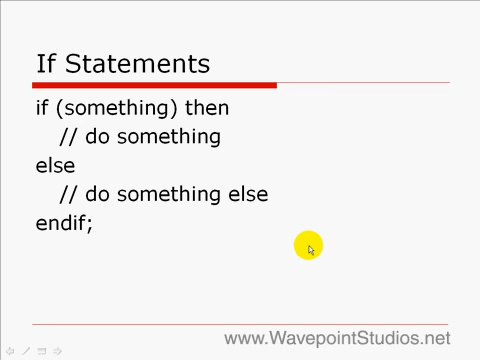 If Statements
if (something) then
// do something
else
// do something else
endif;
www.WavepointStudios.net